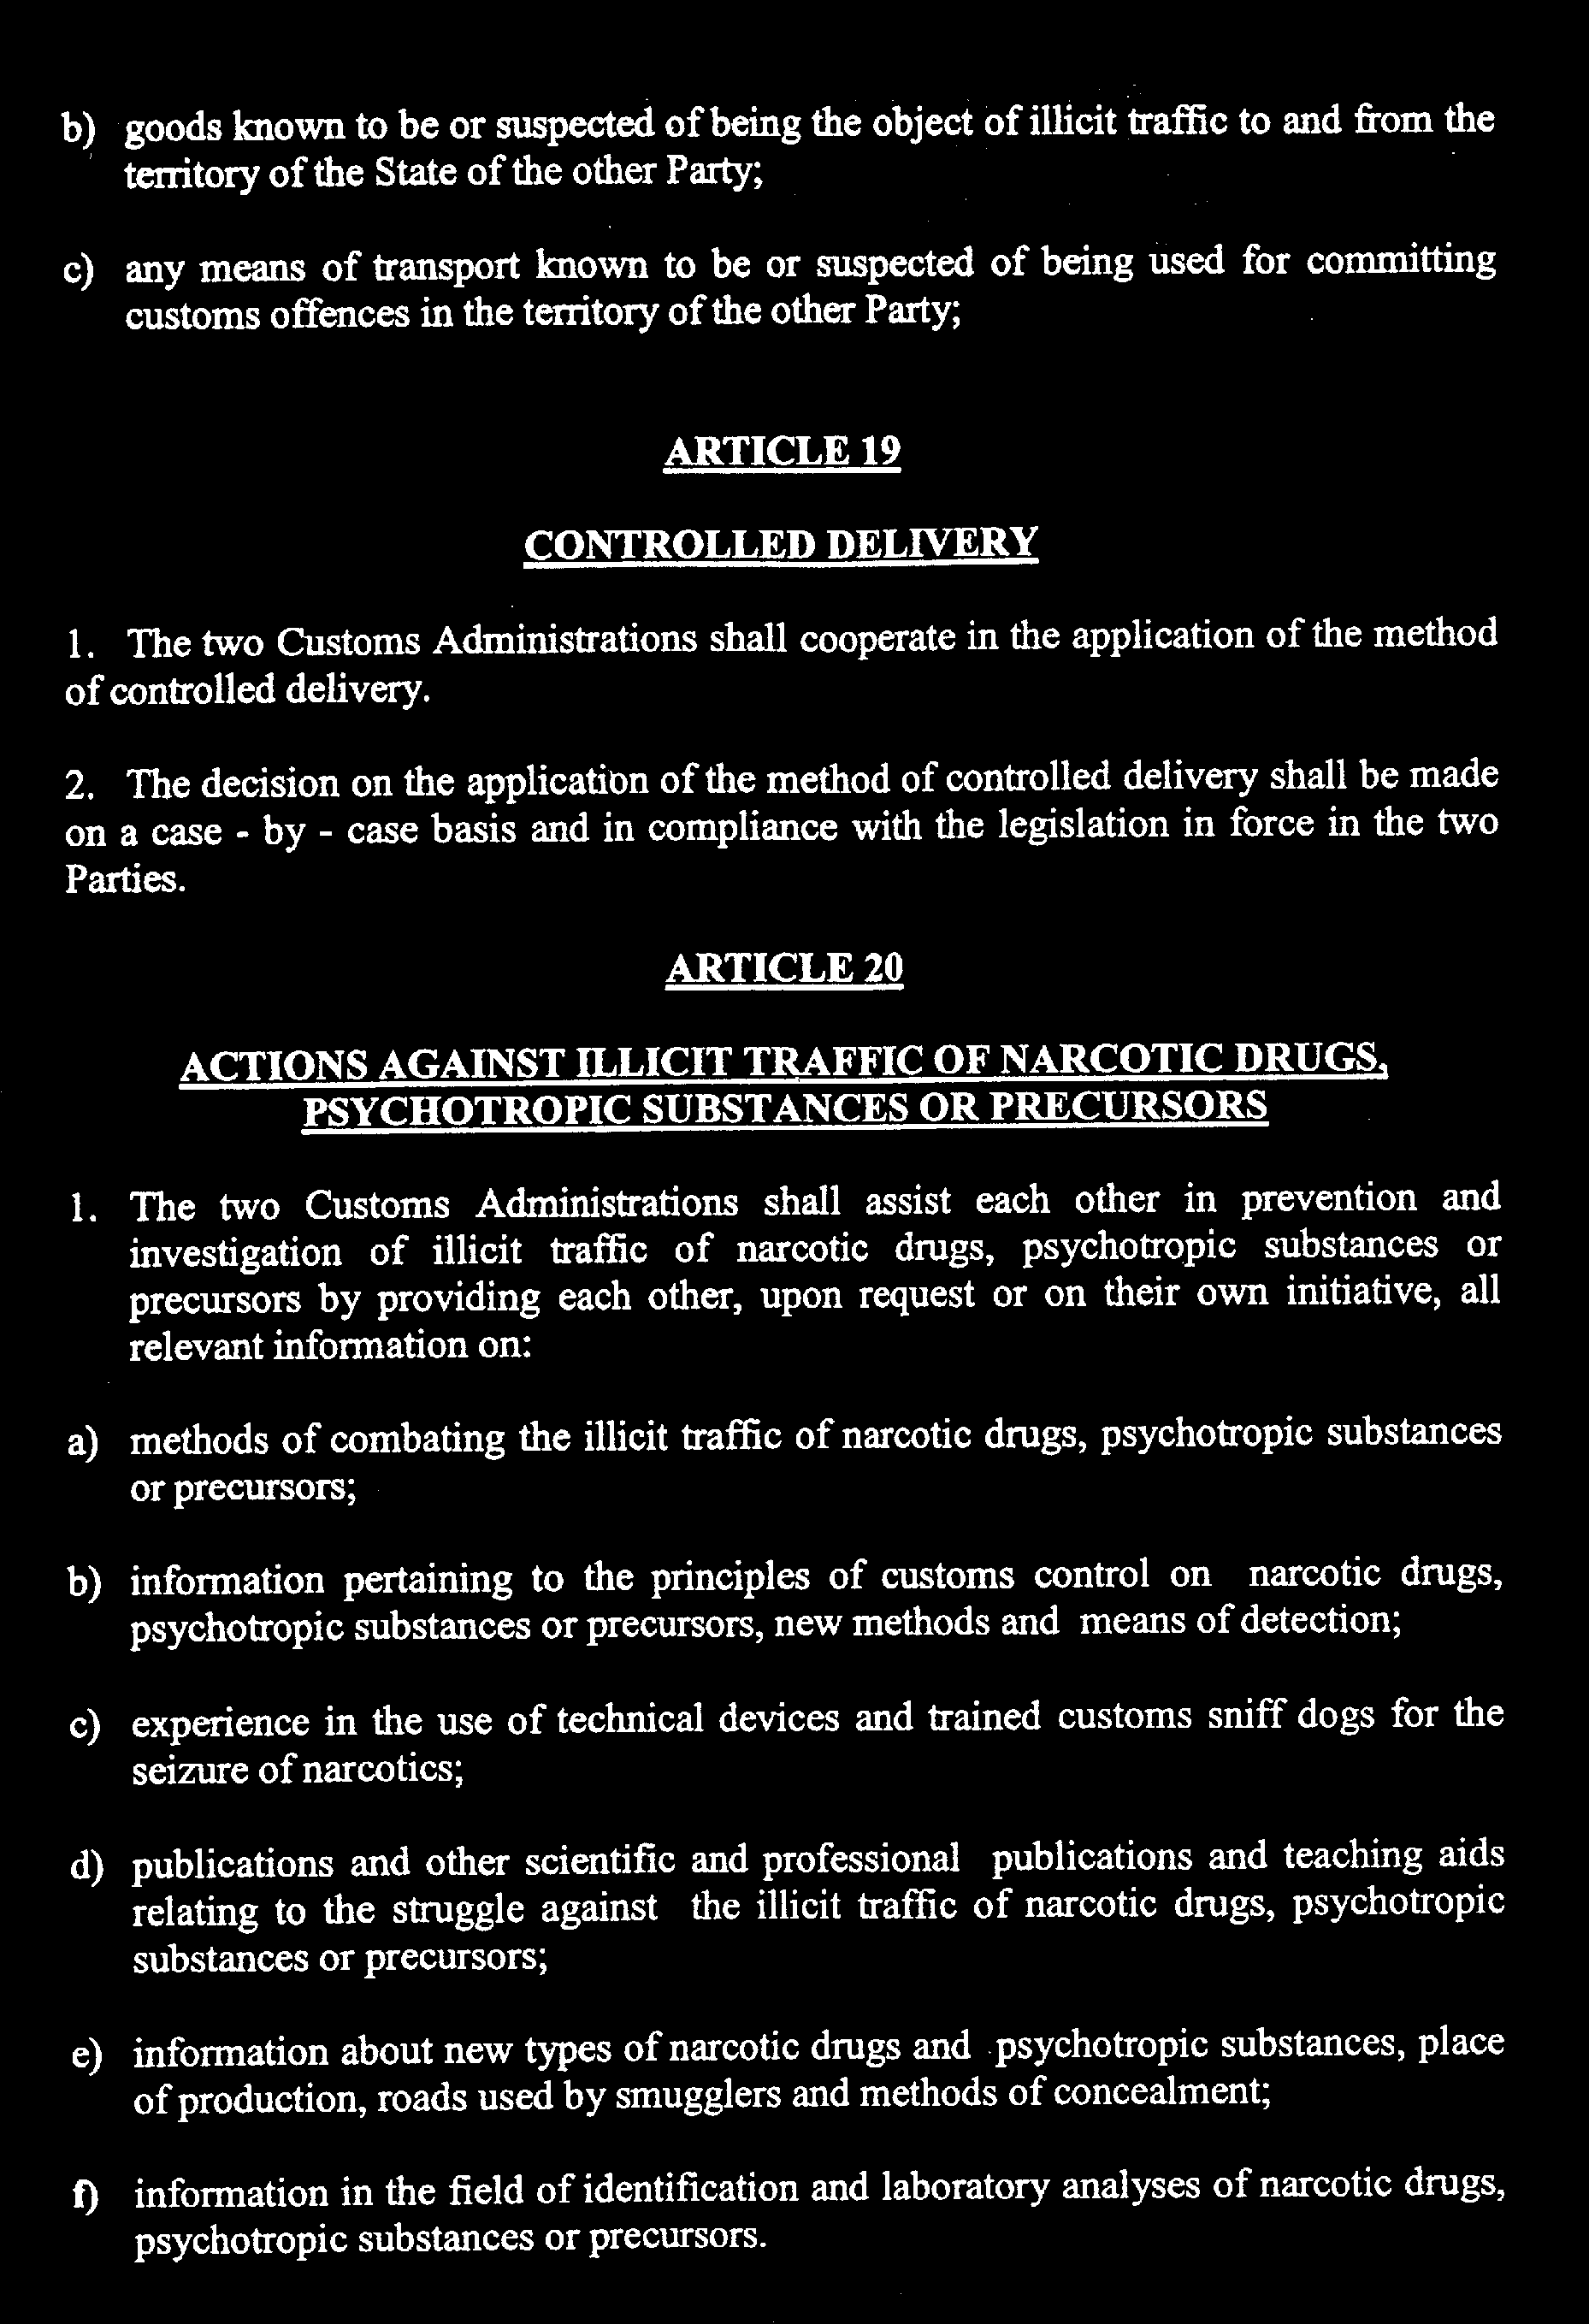 b) goods known to be or suspected of being the object of illicit traffic to and from the
territory of the State of the other Party;
c) any means of transport known to be or suspected of being used for committing
customs offences in the territory of the other Party;
ARTICLE 19
CONTROLLED DELIVERY
1. The two Customs Administrations shall cooperate in the application of the method
of controlled delivery.
2. The decision on the application of the method of controlled delivery shall be made
on a case - by - case basis and in compliance with the legislation in force in the two
Parties.
ARTICLE 20
ACTIONS AGAINST ILLICIT TRAFFIC OF NARCOTIC DRUGS,
PSYCHOTROPIC SUBSTANCES OR PRECURSORS
1. The two Customs Administrations shall assist each other in prevention and
investigation of illicit traffic of narcotic drugs, psychotropic substances or
precursors by providing each other, upon request or on their own initiative, all
relevant information on:
a) methods of combating the illicit traffic of narcotic drugs, psychotropic substances
or precursors;
b) information pertaining to the principles of customs control on narcotic drugs,
psychotropic substances or precursors, new methods and means of detection;
c) experience in the use of technical devices and trained customs sniff dogs for the
seizure of narcotics;
d) publications and other scientific and professional publications and teaching aids
relating to the struggle against the illicit traffic of narcotic drugs, psychotropic
substances or precursors;
e) information about new types of narcotic drugs and psychotropic substances, place
of production, roads used by smugglers and methods of concealment;
f) information in the field of identification and laboratory analyses of narcotic drugs,
psychotropic substances or precursors.